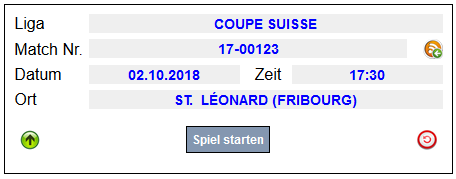 Liga COUPE SUISSE
Match Nr. 17-00123
Datum 02.10.2018 Zeit 17:30
Ort ST. LÉONARD (FRIBOURG)
Spiel starten